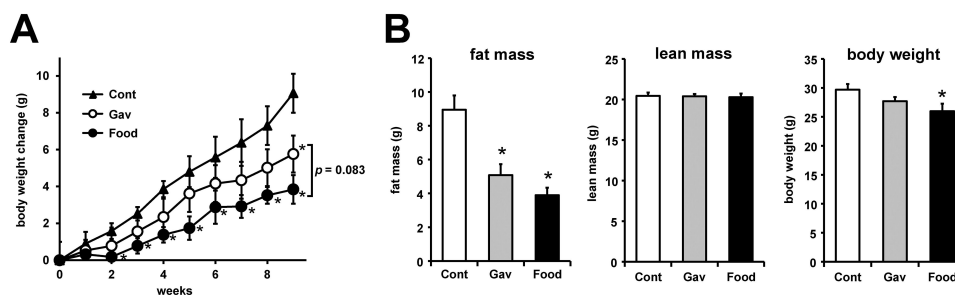 A
body weight change (g)
10
8
6
4
2
0
Cont
Gav
Food
*
*
*
*
*
*
*
*
*
p = 0.083
0
2
4
6
8
weeks
B
fat mass
fat mass (g)
10
8
6
4
2
0
*
*
Cont
Gav
Food
lean mass
lean mass (g)
25
20
15
10
5
0
Cont
Gav
Food
body weight
body weight (g)
35
30
25
20
15
10
5
0
*
Cont
Gav
Food